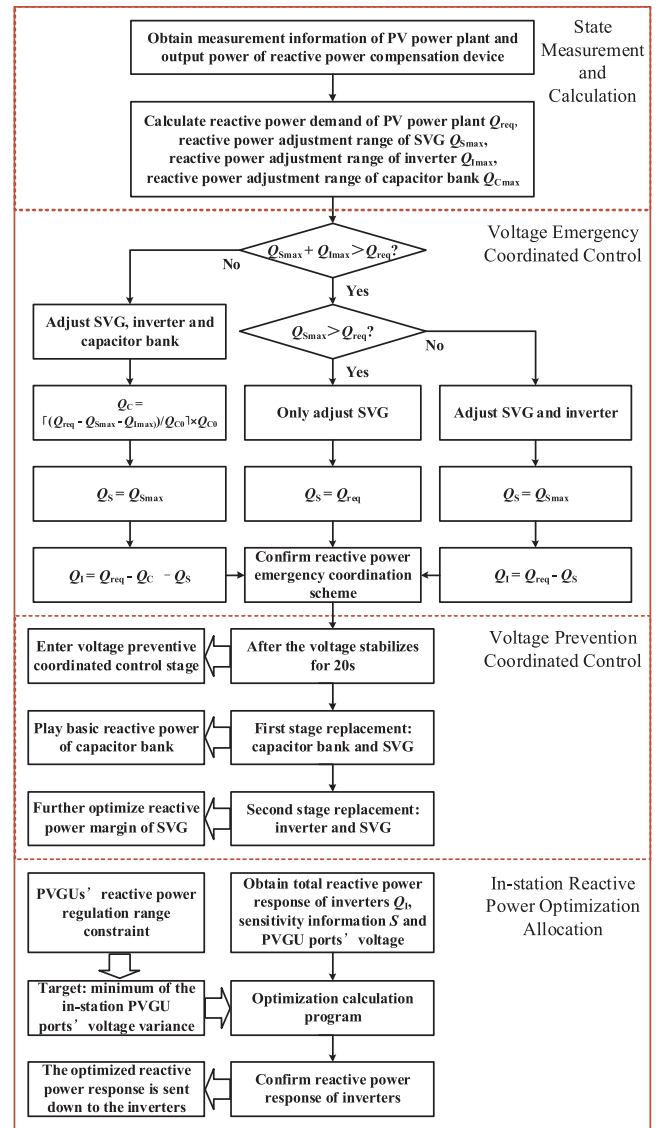 Obtain measurement information of PV power plant and
output power of reactive power compensation device
State
Measurement
and
Calculation
Calculate reactive power demand of PV power plant Qreq,
reactive power adjustment range of SVG QSmax,
reactive power adjustment range of inverter QImax,
reactive power adjustment range of capacitor bank QCmax
Voltage Emergency
Coordinated Control
QSmax + QImax > Qreq?
No
Yes
Adjust SVG, inverter and
capacitor bank
QSmax > Qreq?
No
Yes
QC =
⌈(Qreq - QSmax - QImax)/QC0⌉×QC0
Only adjust SVG
Adjust SVG and inverter
QS = QSmax
QS = Qreq
QS = QSmax
QI = Qreq - QC - QS
Confirm reactive power
emergency coordination
scheme
QI = Qreq - QS
Voltage Prevention
Coordinated Control
Enter voltage preventive
coordinated control stage
After the voltage stabilizes
for 20s
Play basic reactive power
of capacitor bank
First stage replacement:
capacitor bank and SVG
Further optimize reactive
power margin of SVG
Second stage replacement:
inverter and SVG
In-station Reactive
Power Optimization
Allocation
PVGUs’ reactive power
regulation range
constraint
Obtain total reactive power
response of inverters QI,
sensitivity information S and
PVGU ports’ voltage
Target: minimum of the
in-station PVGU
ports’ voltage variance
Optimization calculation
program
The optimized reactive
power response is sent
down to the inverters
Confirm reactive power
response of inverters